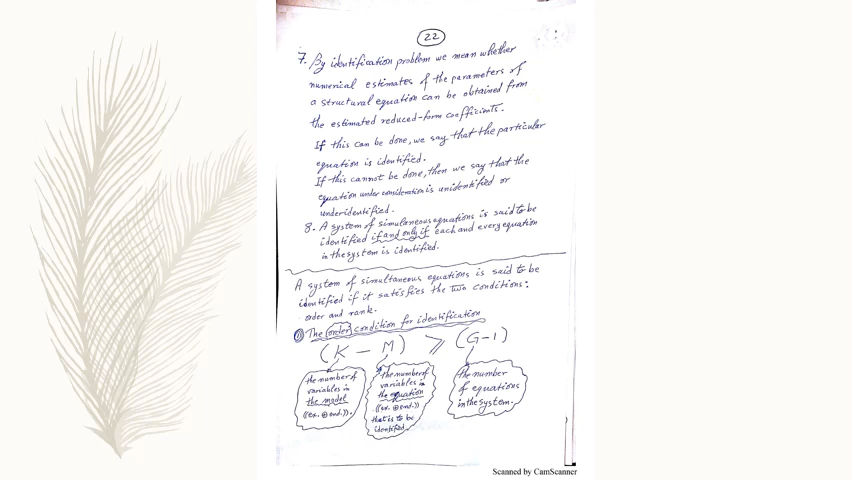 22
7. By identification problem we mean whether
numerical estimates of the parameters of
a structural equation can be obtained from
the estimated reduced-form coefficients.
If this can be done, we say that the particular
equation is identified.
If this cannot be done, then we say that the
equation under consideration is unidentified or
underidentified.
8. A system of simulaneous equations is said to be
identified if and only if each and every equation
in the system is identified.
A system of simultaneous equations is said to be
identified if it satisfies the two conditions:
order and rank.
(i) The order condition for identification
(K - M) ⩾ (G-1)
the number of
variables in
the model
((ex. ⊕ end.)).
the number of
variables in
the equation
((ex. ⊕ end.))
that is to be
identified.
the number
of equations
in the system.
Scanned by CamScanner